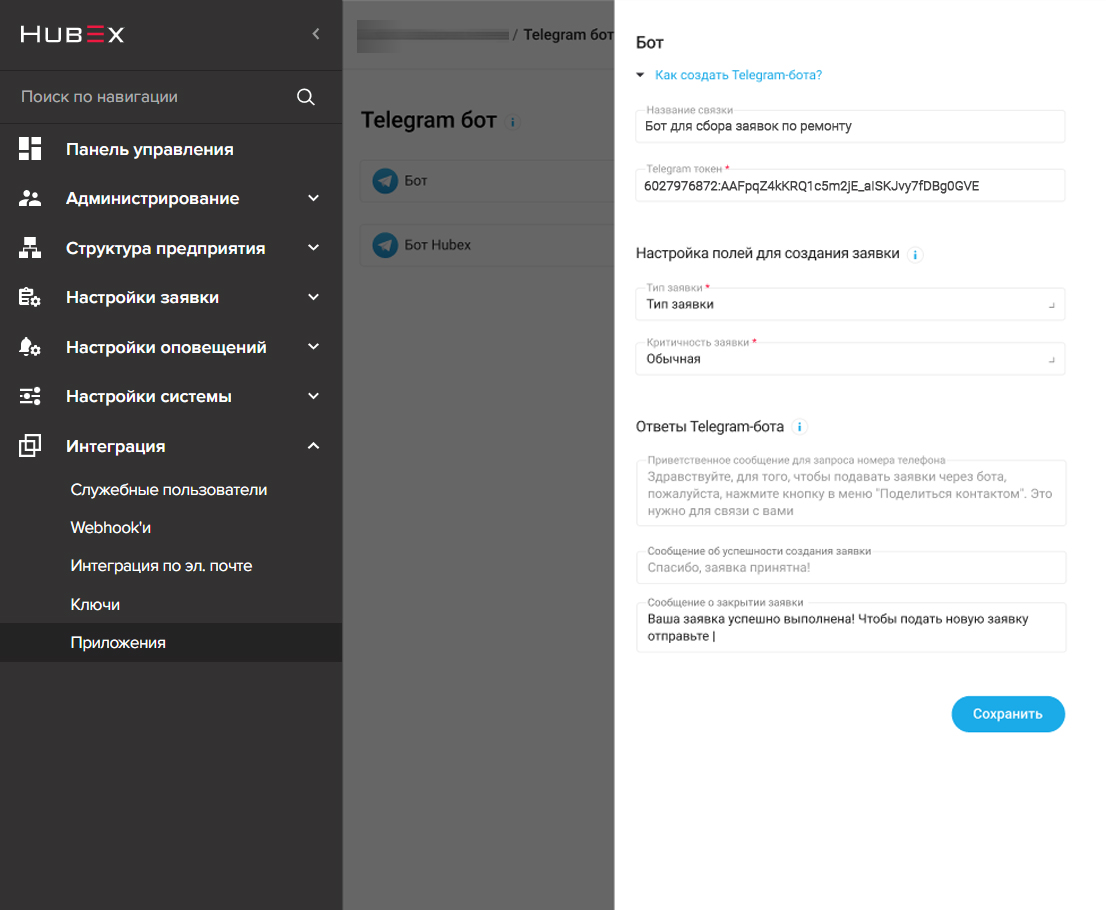 HUBEX
Поиск по навигации
Панель управления
Администрирование
Структура предприятия
Настройки заявки
Настройки оповещений
Настройки системы
Интеграция
Служебные пользователи
Webhook'и
Интеграция по эл. почте
Ключи
Приложения
/ Telegram бот
Telegram бот
Бот
Бот Hubex
Бот
Как создать Telegram-бота?
Название связки
Бот для сбора заявок по ремонту
Telegram токен *
6027976872:AAFpqZ4kKRQ1c5m2jE_aISKJvy7fDBg0GVE
Настройка полей для создания заявки
Тип заявки *
Тип заявки
Критичность заявки *
Обычная
Ответы Telegram-бота
Приветственное сообщение для запроса номера телефона
Здравствуйте, для того, чтобы подавать заявки через бота,
пожалуйста, нажмите кнопку в меню "Поделиться контактом". Это
нужно для связи с вами
Сообщение об успешности создания заявки
Спасибо, заявка принятна!
Сообщение о закрытии заявки
Ваша заявка успешно выполнена! Чтобы подать новую заявку
отправьте |
Сохранить